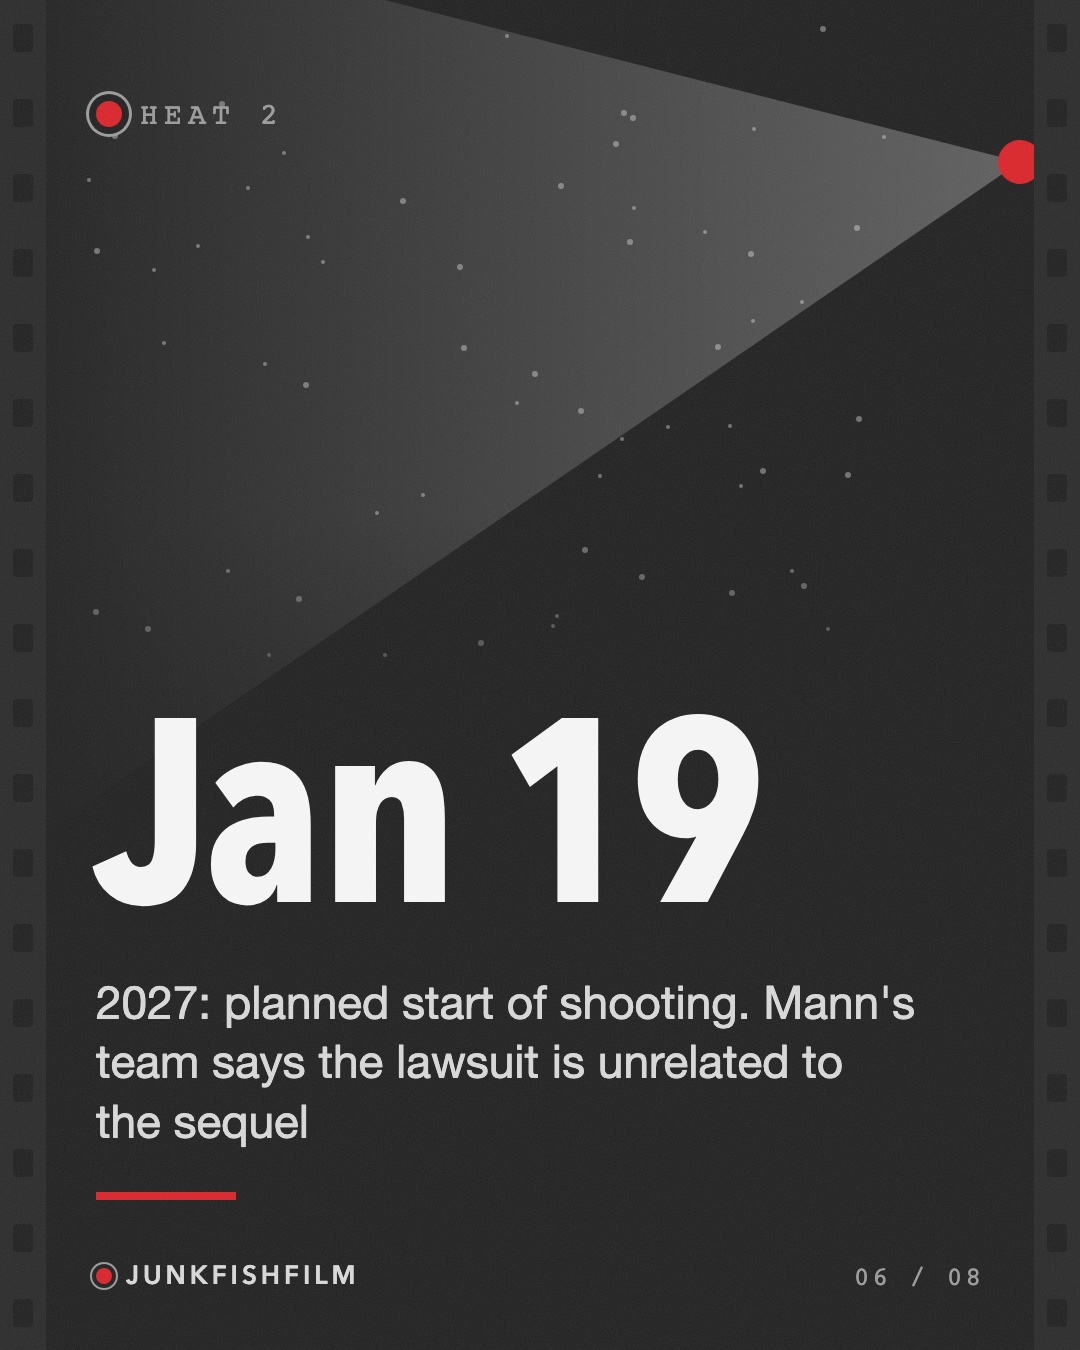 HEAT 2
Jan 19
2027: planned start of shooting. Mann's
team says the lawsuit is unrelated to
the sequel
JUNKFISHFILM
06 / 08